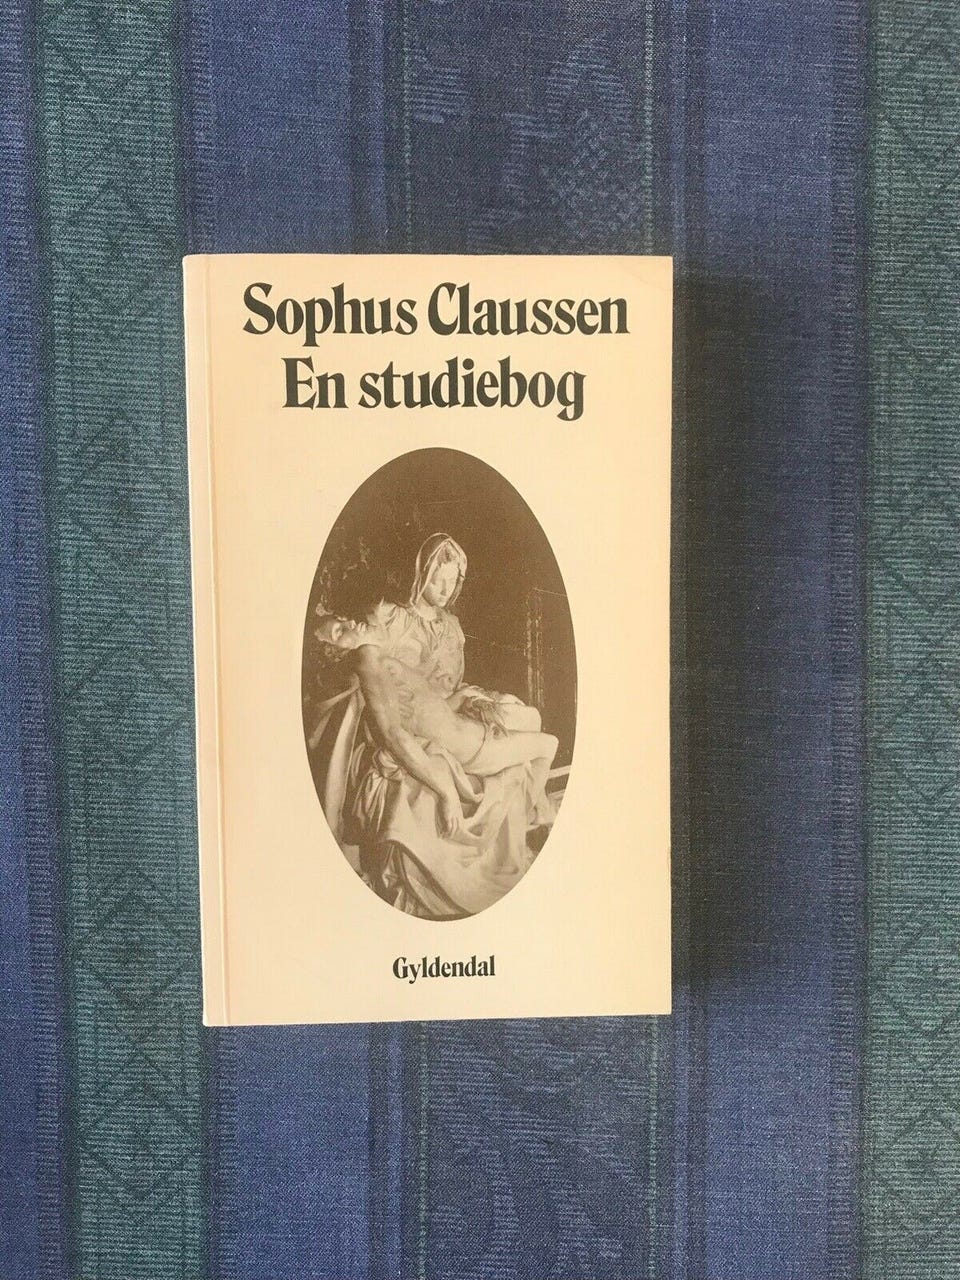 Sophus Claussen
En studiebog
Gyldendal